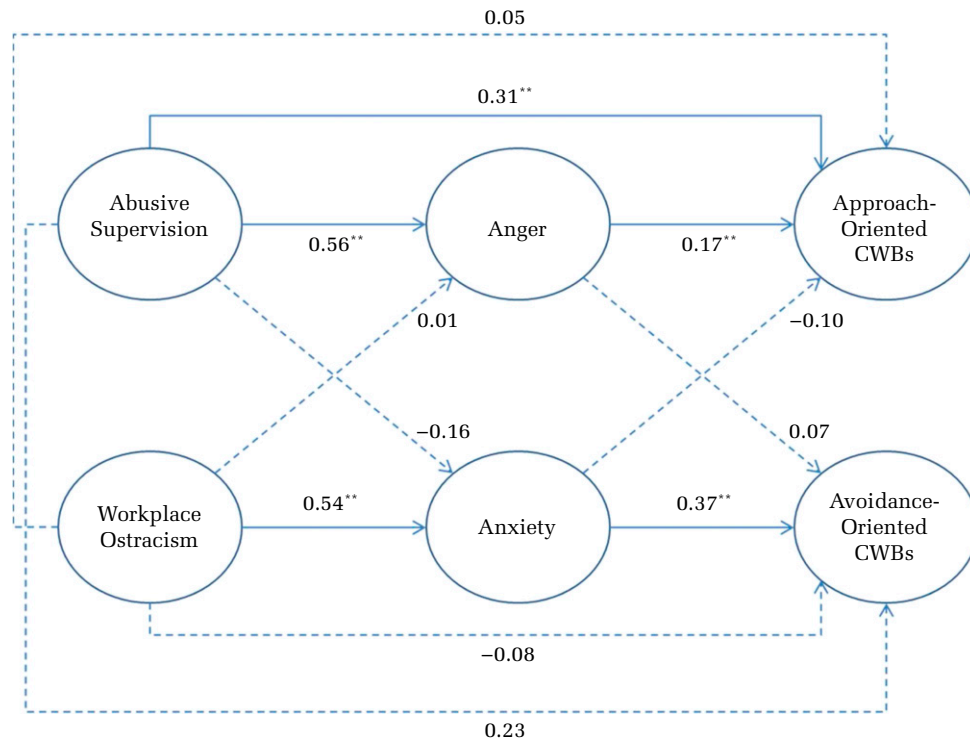 0.05
0.31**
Abusive
Supervision
Anger
Approach-
Oriented
CWBs
0.56**
0.17**
0.01
−0.10
−0.16
0.07
Workplace
Ostracism
0.54**
Anxiety
0.37**
Avoidance-
Oriented
CWBs
−0.08
0.23